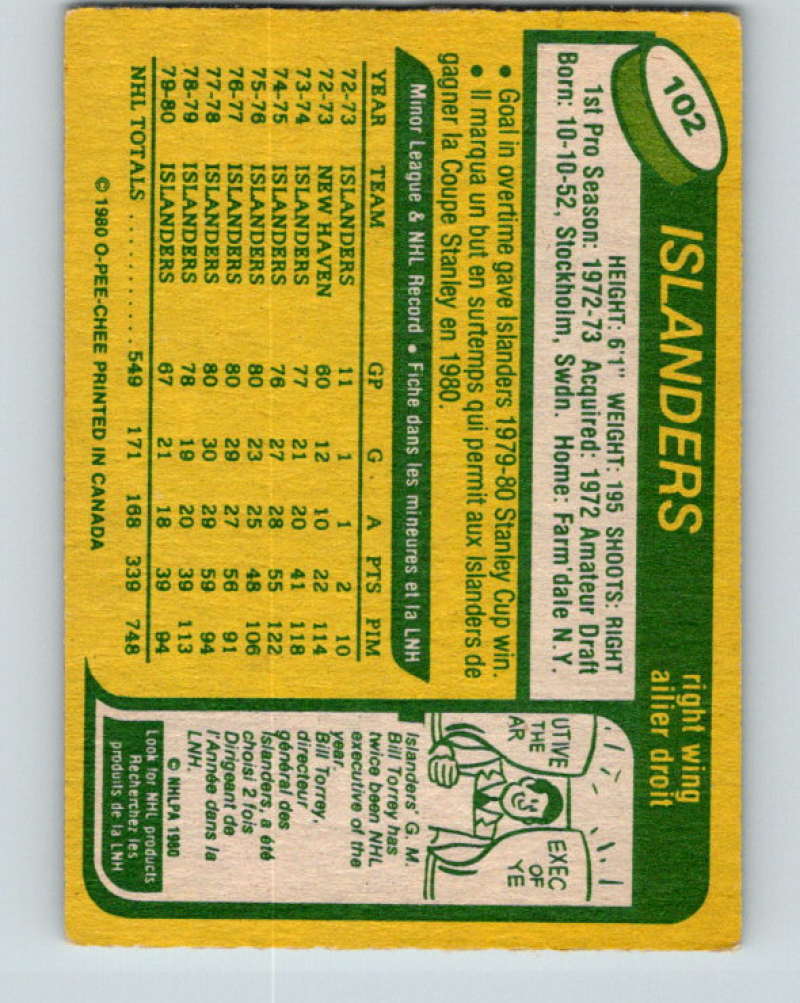 102
ISLANDERS
right wing
ailier droit
HEIGHT: 6'1" WEIGHT: 195 SHOOTS: RIGHT
1st Pro Season: 1972-73 Acquired: 1972 Amateur Draft
Born: 10-10-52, Stockholm, Swdn. Home: Farm'dale N.Y.
• Goal in overtime gave Islanders 1979-80 Stanley Cup win.
• Il marqua un but en surtemps qui permit aux Islanders de
gagner la Coupe Stanley en 1980.
Minor League & NHL Record • Fiche dans les mineures et la LNH
YEAR TEAM GP G A PTS PIM
72-73 ISLANDERS 11 1 1 2 10
72-73 NEW HAVEN 60 12 10 22 114
73-74 ISLANDERS 77 21 20 41 118
74-75 ISLANDERS 76 27 28 55 122
75-76 ISLANDERS 80 23 25 48 106
76-77 ISLANDERS 80 29 27 56 91
77-78 ISLANDERS 80 30 29 59 94
78-79 ISLANDERS 78 19 20 39 113
79-80 ISLANDERS 67 21 18 39 94
NHL TOTALS ............ 549 171 168 339 748
© 1980 O-PEE-CHEE PRINTED IN CANADA
UTIVE
THE
AR
EXEC
OF
YE
Islanders' G.M.
Bill Torrey has
twice been NHL
executive of the
year.
Bill Torrey,
directeur
général des
Islanders, a été
choisi 2 fois
Dirigeant de
l'Année dans la
LNH.
© NHLPA 1980
Look for NHL products
Recherchez les
produits de la LNH